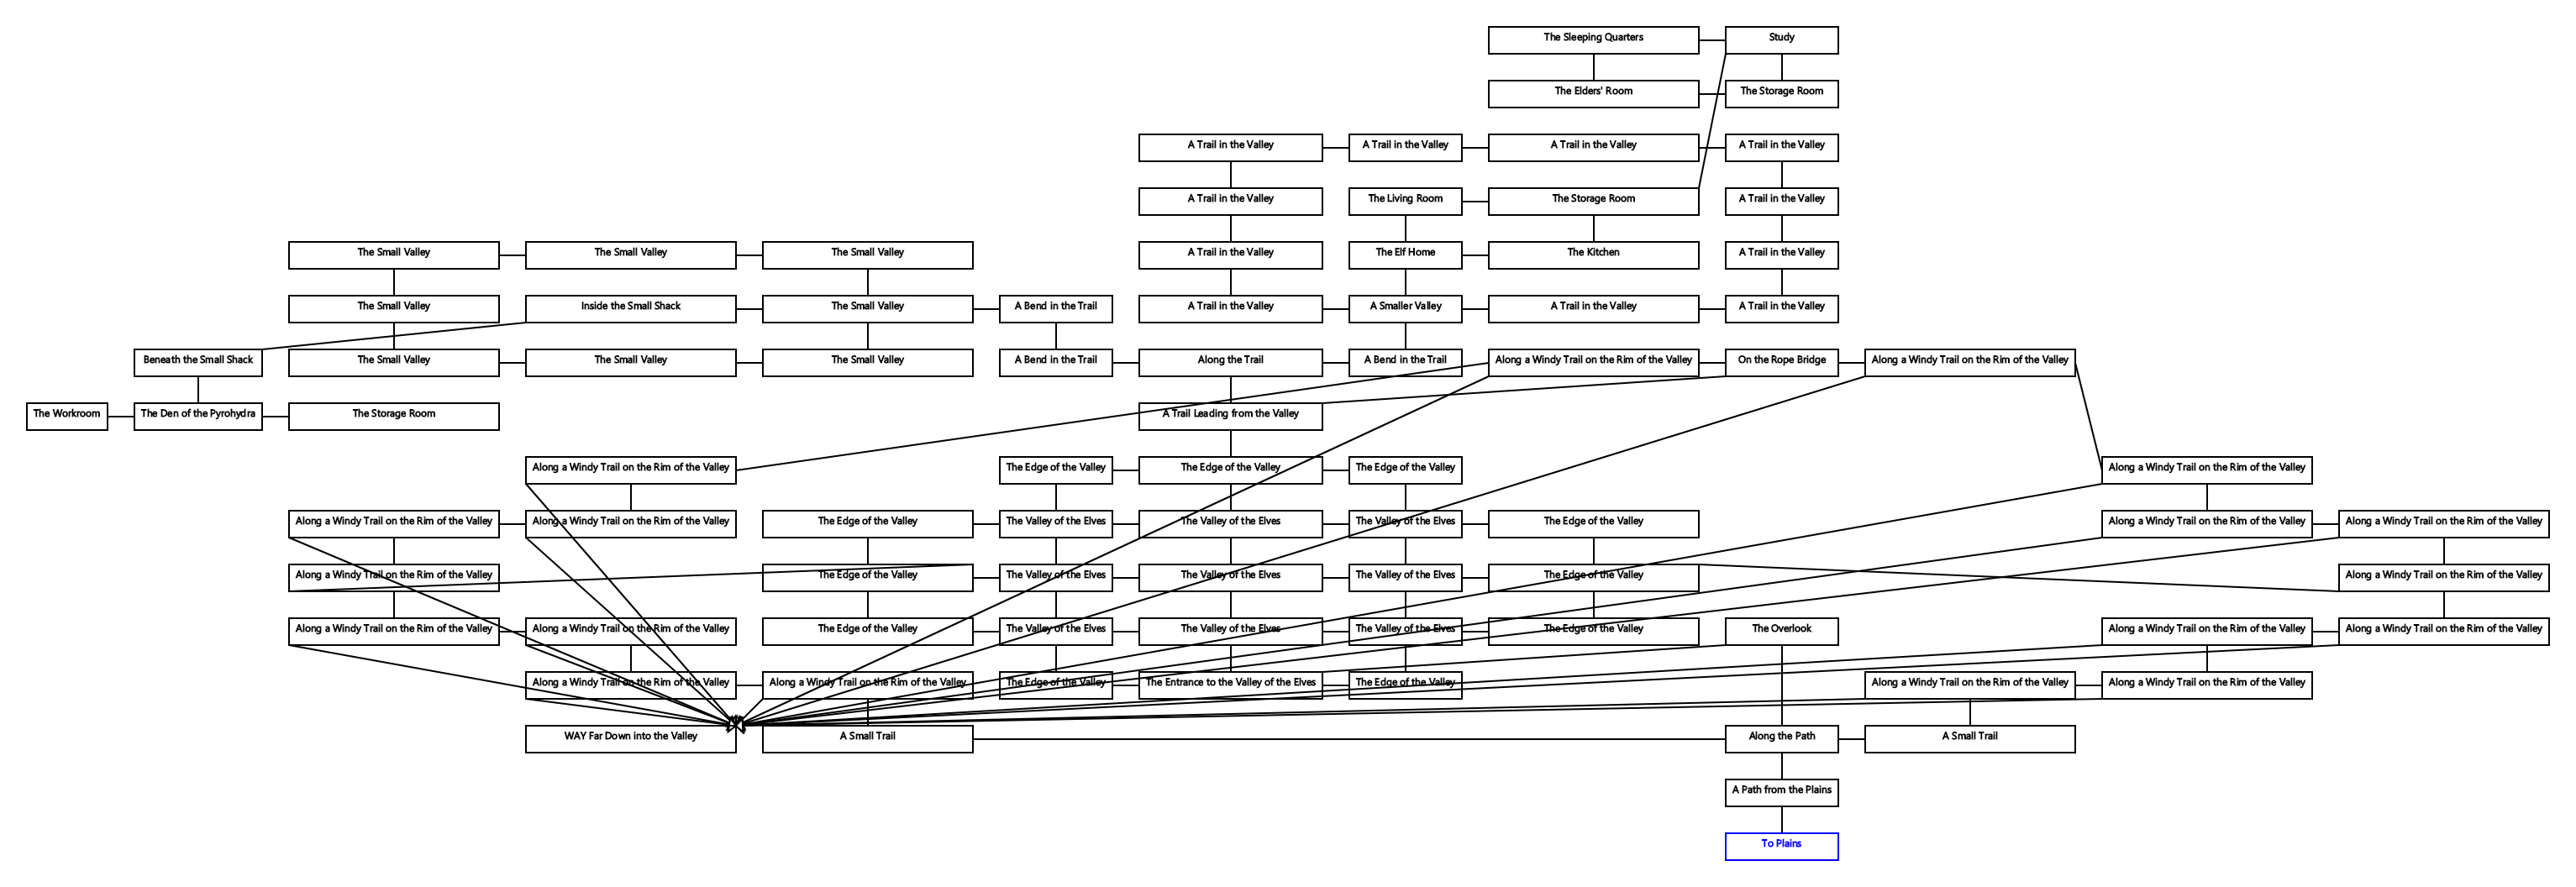 The Sleeping Quarters
Study
The Elders' Room
The Storage Room
A Trail in the Valley
A Trail in the Valley
A Trail in the Valley
A Trail in the Valley
A Trail in the Valley
The Living Room
The Storage Room
A Trail in the Valley
The Small Valley
The Small Valley
The Small Valley
A Trail in the Valley
The Elf Home
The Kitchen
A Trail in the Valley
The Small Valley
Inside the Small Shack
The Small Valley
A Bend in the Trail
A Trail in the Valley
A Smaller Valley
A Trail in the Valley
A Trail in the Valley
Beneath the Small Shack
The Small Valley
The Small Valley
The Small Valley
A Bend in the Trail
Along the Trail
A Bend in the Trail
Along a Windy Trail on the Rim of the Valley
On the Rope Bridge
Along a Windy Trail on the Rim of the Valley
The Workroom
The Den of the Pyrohydra
The Storage Room
A Trail Leading from the Valley
Along a Windy Trail on the Rim of the Valley
The Edge of the Valley
The Edge of the Valley
The Edge of the Valley
Along a Windy Trail on the Rim of the Valley
Along a Windy Trail on the Rim of the Valley
Along a Windy Trail on the Rim of the Valley
The Edge of the Valley
The Valley of the Elves
The Valley of the Elves
The Valley of the Elves
The Edge of the Valley
Along a Windy Trail on the Rim of the Valley
Along a Windy Trail on the Rim of the Valley
Along a Windy Trail on the Rim of the Valley
The Edge of the Valley
The Valley of the Elves
The Valley of the Elves
The Valley of the Elves
The Edge of the Valley
Along a Windy Trail on the Rim of the Valley
Along a Windy Trail on the Rim of the Valley
Along a Windy Trail on the Rim of the Valley
The Edge of the Valley
The Valley of the Elves
The Valley of the Elves
The Valley of the Elves
The Edge of the Valley
The Overlook
Along a Windy Trail on the Rim of the Valley
Along a Windy Trail on the Rim of the Valley
Along a Windy Trail on the Rim of the Valley
Along a Windy Trail on the Rim of the Valley
The Edge of the Valley
The Entrance to the Valley of the Elves
The Edge of the Valley
Along a Windy Trail on the Rim of the Valley
Along a Windy Trail on the Rim of the Valley
WAY Far Down into the Valley
A Small Trail
Along the Path
A Small Trail
A Path from the Plains
To Plains